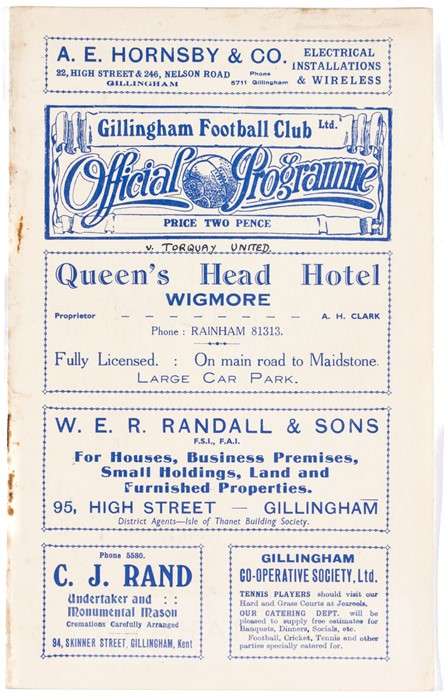 A. E. HORNSBY & CO.
22, HIGH STREET & 246, NELSON ROAD
GILLINGHAM
Phone
5711 Gillingham
ELECTRICAL
INSTALLATIONS
& WIRELESS
Gillingham Football Club Ltd.
Official Programme
PRICE TWO PENCE
V. TORQUAY UNITED
Queen's Head Hotel
WIGMORE
Proprietor - - - - - - - - A. H. CLARK
Phone : RAINHAM 81313.
Fully Licensed. : On main road to Maidstone.
LARGE CAR PARK.
W. E. R. RANDALL & SONS
F.S.I., F.A.I.
For Houses, Business Premises,
Small Holdings, Land and
Furnished Properties.
95, HIGH STREET — GILLINGHAM
District Agents—Isle of Thanet Building Society.
Phone 5580.
C. J. RAND
Undertaker and : :
Monumental Mason
Cremations Carefully Arranged
94, SKINNER STREET, GILLINGHAM, Kent
GILLINGHAM
CO-OPERATIVE SOCIETY, Ltd.
TENNIS PLAYERS should visit our
Hard and Grass Courts at Jezreels.
OUR CATERING DEPT. will be
pleased to supply free estimates for
Banquets, Dinners, Socials, etc.
Football, Cricket, Tennis and other
parties specially catered for.